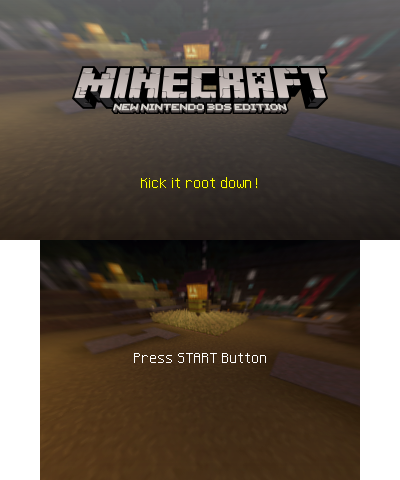 MINECRAFT
NEW NINTENDO 3DS EDITION
Kick it root down!
Press START Button